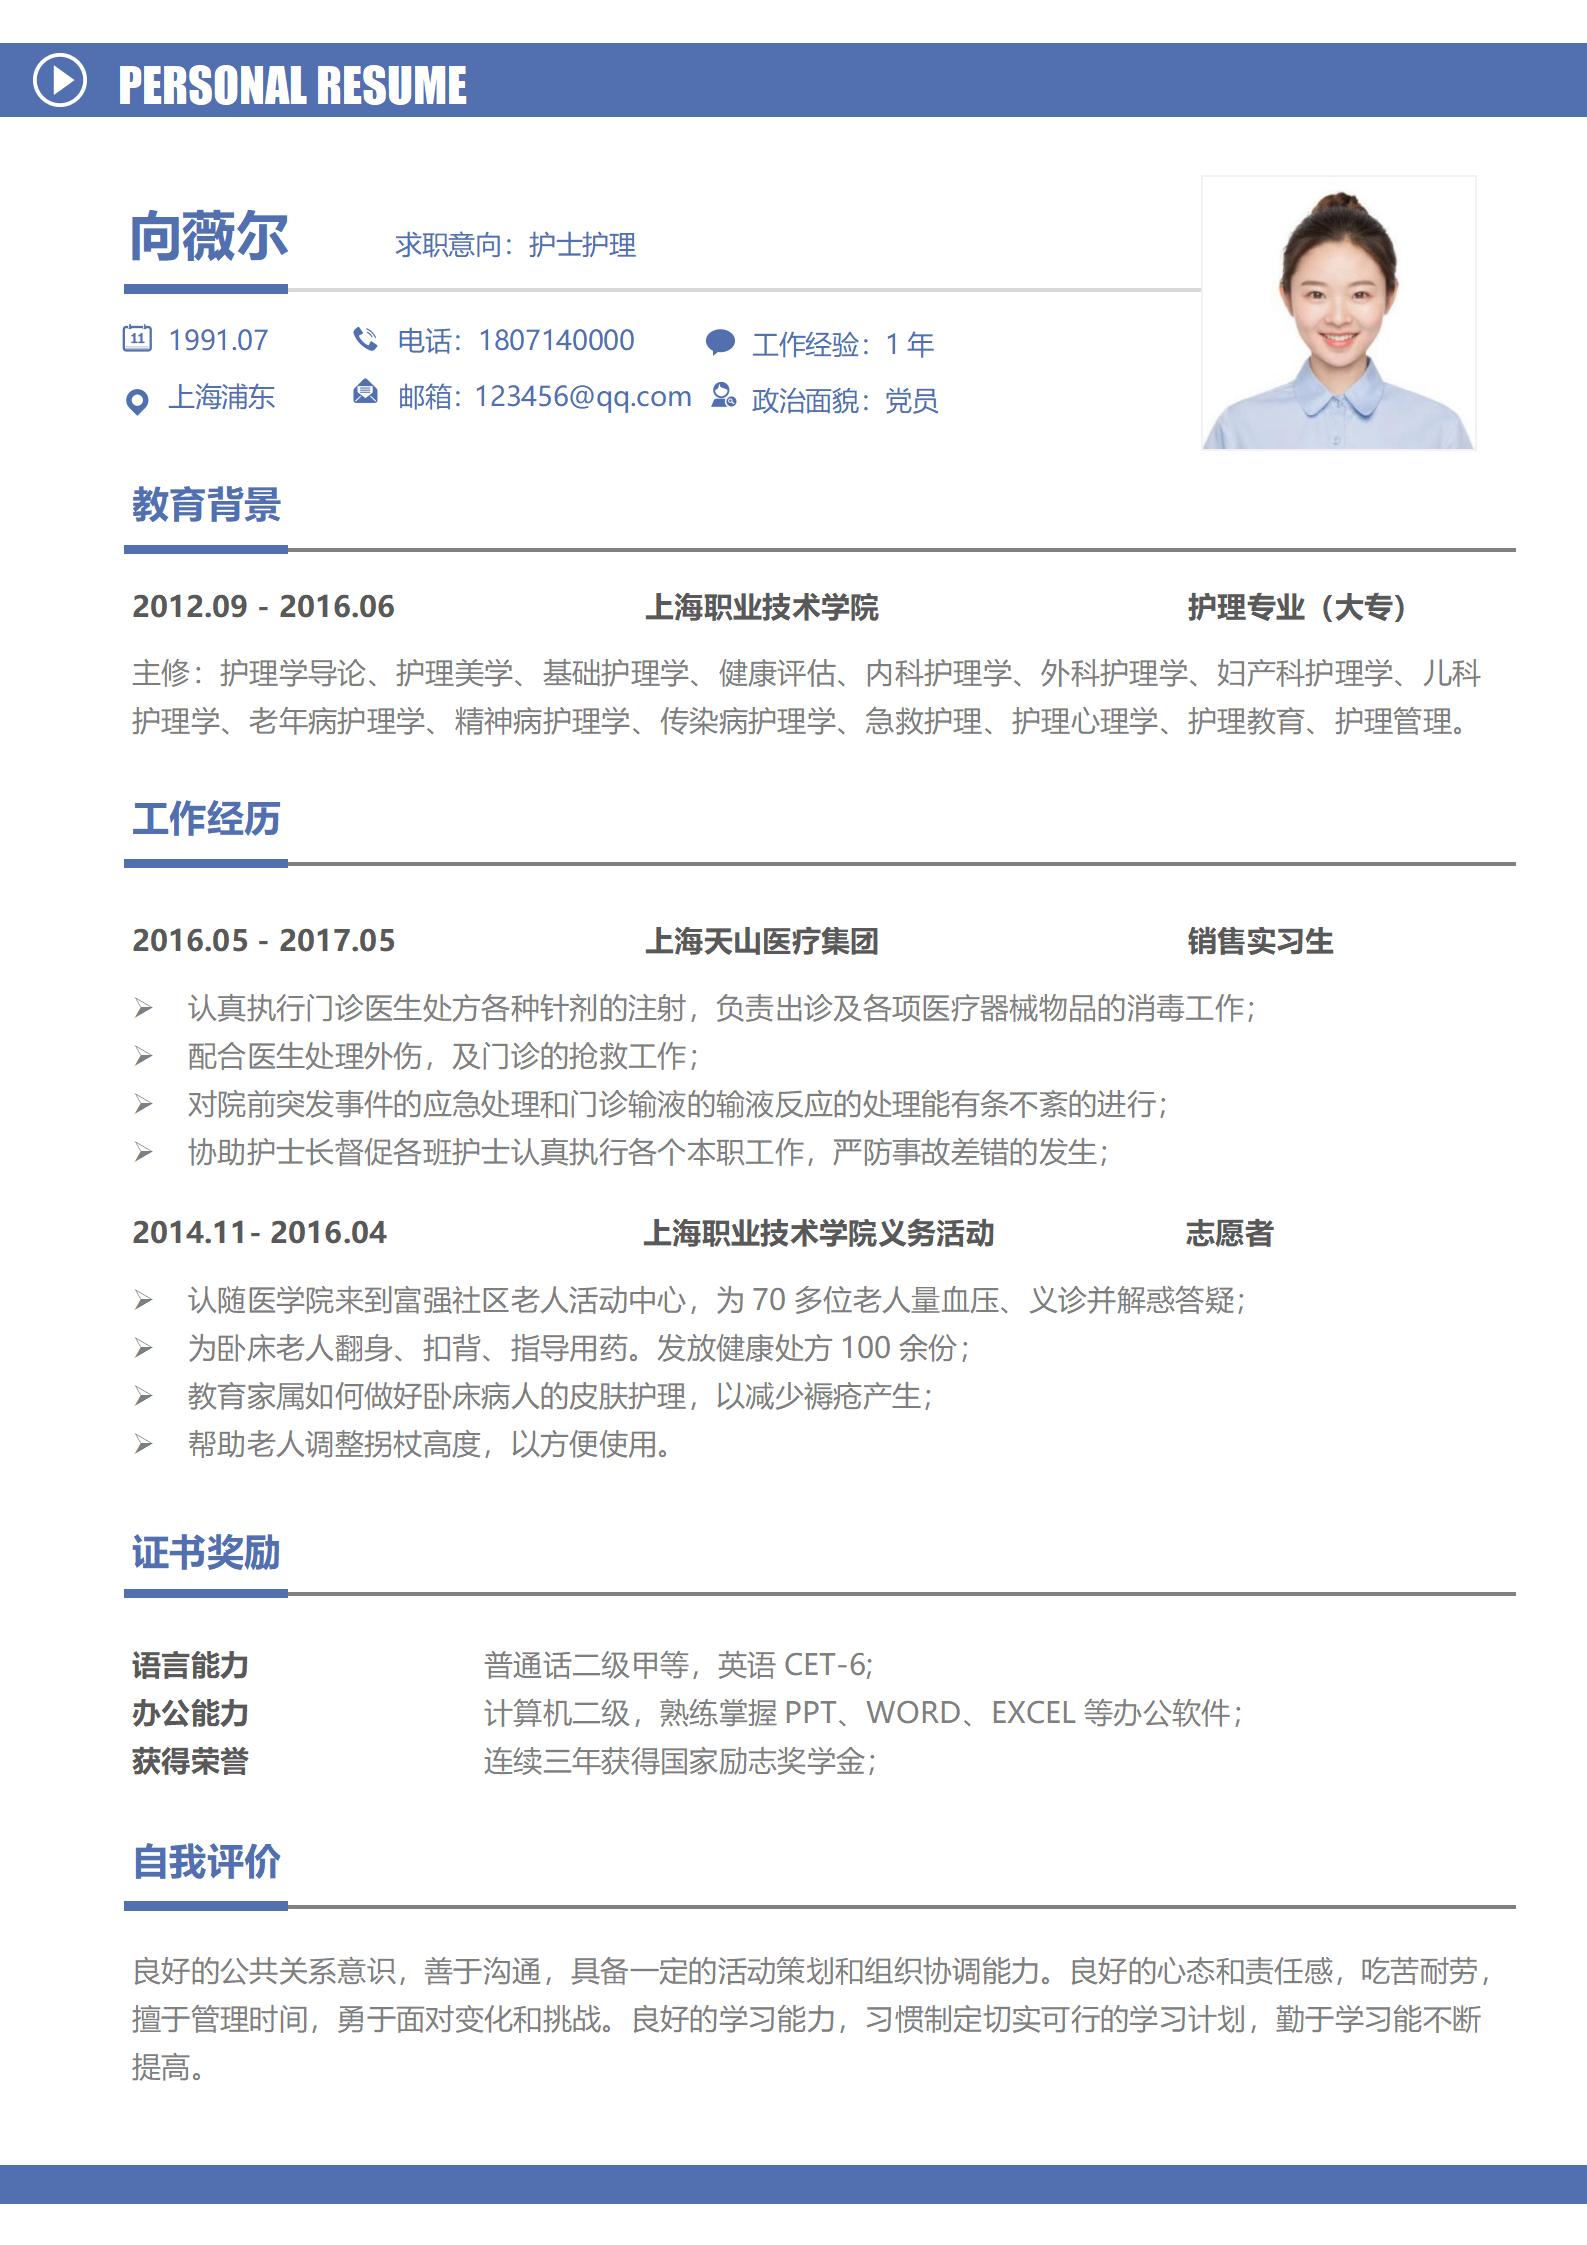 PERSONAL RESUME
向薇尔 求职意向：护士护理
11 1991.07 电话：1807140000 工作经验：1 年
上海浦东 邮箱：123456@qq.com 政治面貌：党员
教育背景
2012.09 - 2016.06 上海职业技术学院 护理专业（大专）
主修：护理学导论、护理美学、基础护理学、健康评估、内科护理学、外科护理学、妇产科护理学、儿科
护理学、老年病护理学、精神病护理学、传染病护理学、急救护理、护理心理学、护理教育、护理管理。
工作经历
2016.05 - 2017.05 上海天山医疗集团 销售实习生
认真执行门诊医生处方各种针剂的注射，负责出诊及各项医疗器械物品的消毒工作；
配合医生处理外伤，及门诊的抢救工作；
对院前突发事件的应急处理和门诊输液的输液反应的处理能有条不紊的进行；
协助护士长督促各班护士认真执行各个本职工作，严防事故差错的发生；
2014.11- 2016.04 上海职业技术学院义务活动 志愿者
认随医学院来到富强社区老人活动中心，为 70 多位老人量血压、义诊并解惑答疑；
为卧床老人翻身、扣背、指导用药。发放健康处方 100 余份；
教育家属如何做好卧床病人的皮肤护理，以减少褥疮产生；
帮助老人调整拐杖高度，以方便使用。
证书奖励
语言能力 普通话二级甲等，英语 CET-6;
办公能力 计算机二级，熟练掌握 PPT、WORD、EXCEL 等办公软件；
获得荣誉 连续三年获得国家励志奖学金；
自我评价
良好的公共关系意识，善于沟通，具备一定的活动策划和组织协调能力。良好的心态和责任感，吃苦耐劳，
擅于管理时间，勇于面对变化和挑战。良好的学习能力，习惯制定切实可行的学习计划，勤于学习能不断
提高。